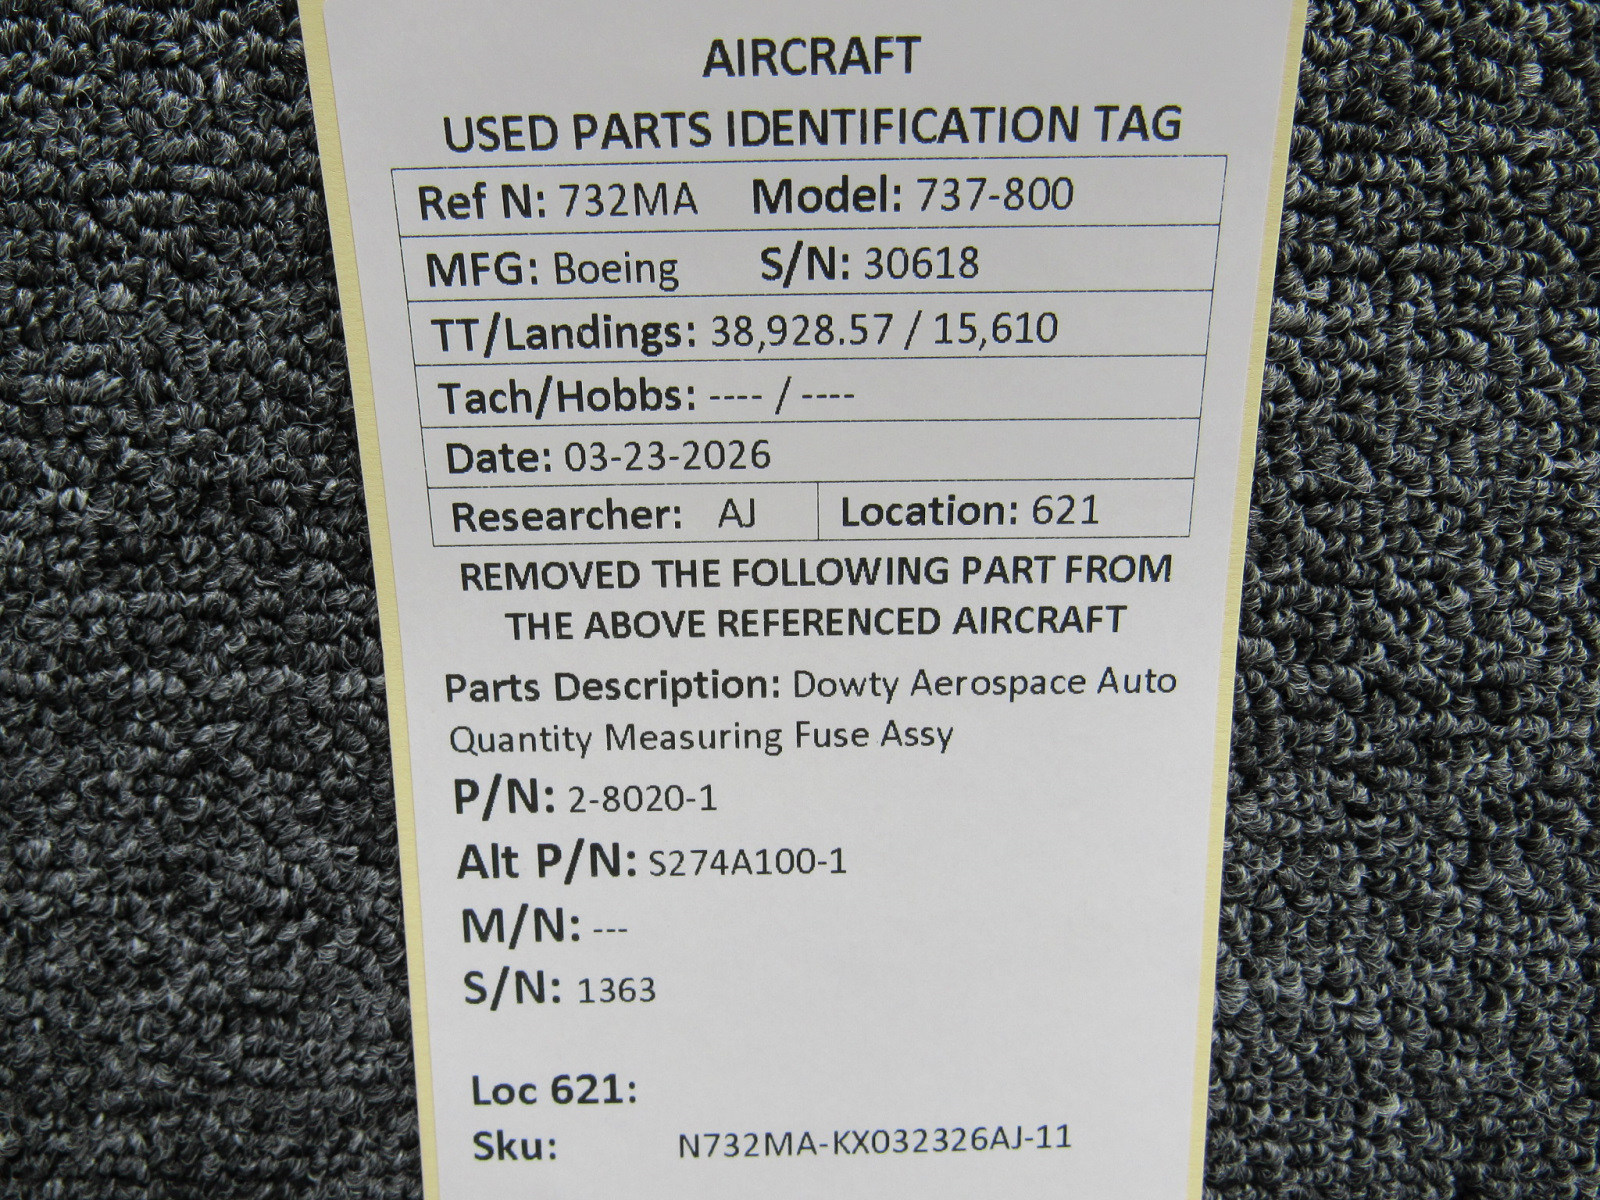 AIRCRAFT
USED PARTS IDENTIFICATION TAG
Ref N: 732MA Model: 737-800
MFG: Boeing S/N: 30618
TT/Landings: 38,928.57 / 15,610
Tach/Hobbs: ---- / ----
Date: 03-23-2026
Researcher: AJ Location: 621
REMOVED THE FOLLOWING PART FROM
THE ABOVE REFERENCED AIRCRAFT
Parts Description: Dowty Aerospace Auto
Quantity Measuring Fuse Assy
P/N: 2-8020-1
Alt P/N: S274A100-1
M/N: ---
S/N: 1363
Loc 621:
Sku: N732MA-KX032326AJ-11